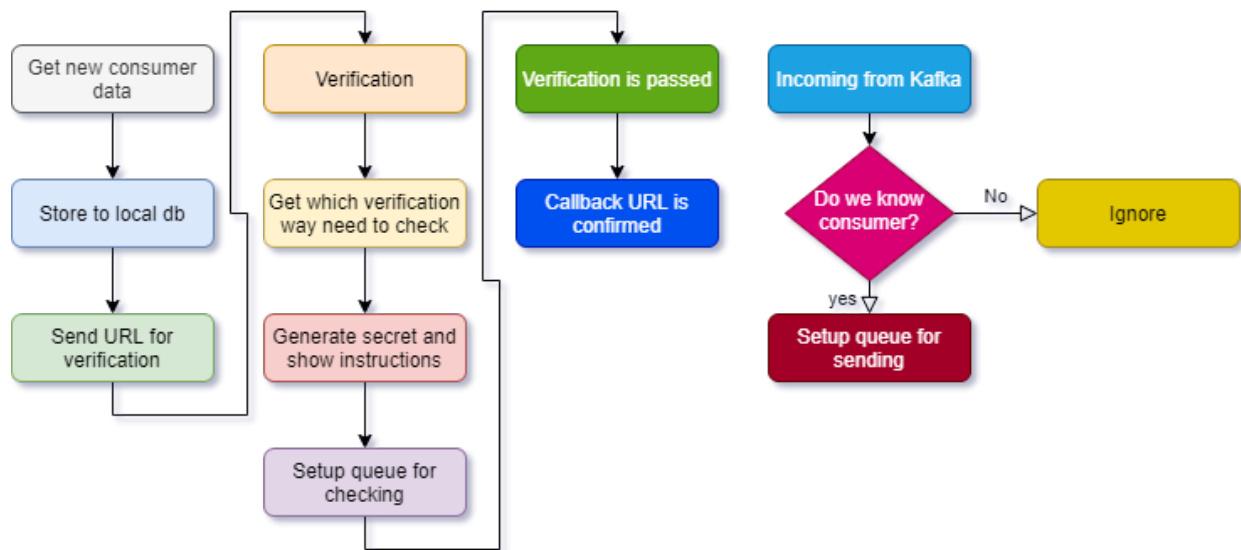 Get new consumer
data
Store to local db
Send URL for
verification
Verification
Get which verification
way need to check
Generate secret and
show instructions
Setup queue for
checking
Verification is passed
Callback URL is
confirmed
Incoming from Kafka
Do we know
consumer?
No
Ignore
yes
Setup queue for
sending